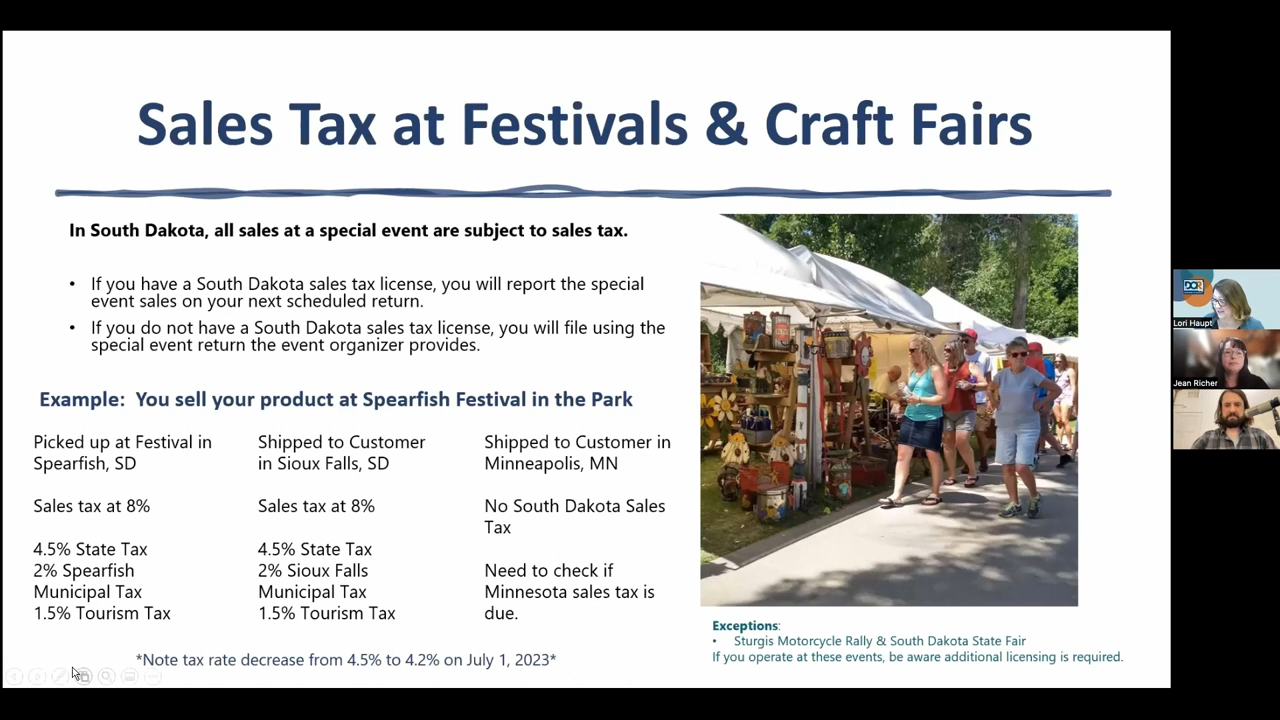 Sales Tax at Festivals & Craft Fairs
In South Dakota, all sales at a special event are subject to sales tax.
• If you have a South Dakota sales tax license, you will report the special
event sales on your next scheduled return.
• If you do not have a South Dakota sales tax license, you will file using the
special event return the event organizer provides.
Example:  You sell your product at Spearfish Festival in the Park
Picked up at Festival in
Spearfish, SD
Sales tax at 8%
4.5% State Tax
2% Spearfish
Municipal Tax
1.5% Tourism Tax
Shipped to Customer
in Sioux Falls, SD
Sales tax at 8%
4.5% State Tax
2% Sioux Falls
Municipal Tax
1.5% Tourism Tax
Shipped to Customer in
Minneapolis, MN
No South Dakota Sales
Tax
Need to check if
Minnesota sales tax is
due.
*Note tax rate decrease from 4.5% to 4.2% on July 1, 2023*
Exceptions:
• Sturgis Motorcycle Rally & South Dakota State Fair
If you operate at these events, be aware additional licensing is required.
DOR
Lori Haupt
Jean Richer